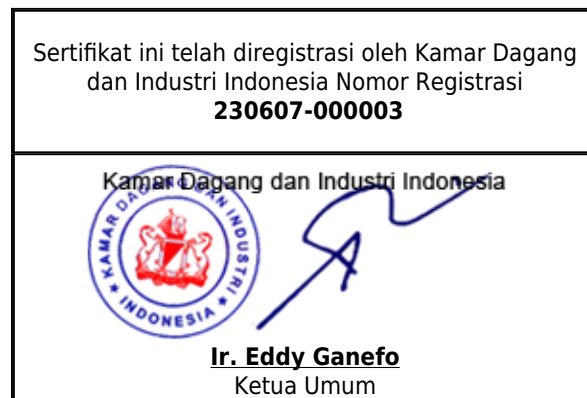 Sertifikat ini telah diregistrasi oleh Kamar Dagang
dan Industri Indonesia Nomor Registrasi
230607-000003
Kamar Dagang dan Industri Indonesia
KAMAR DAGANG DAN INDUSTRI
INDONESIA
Ir. Eddy Ganefo
Ketua Umum